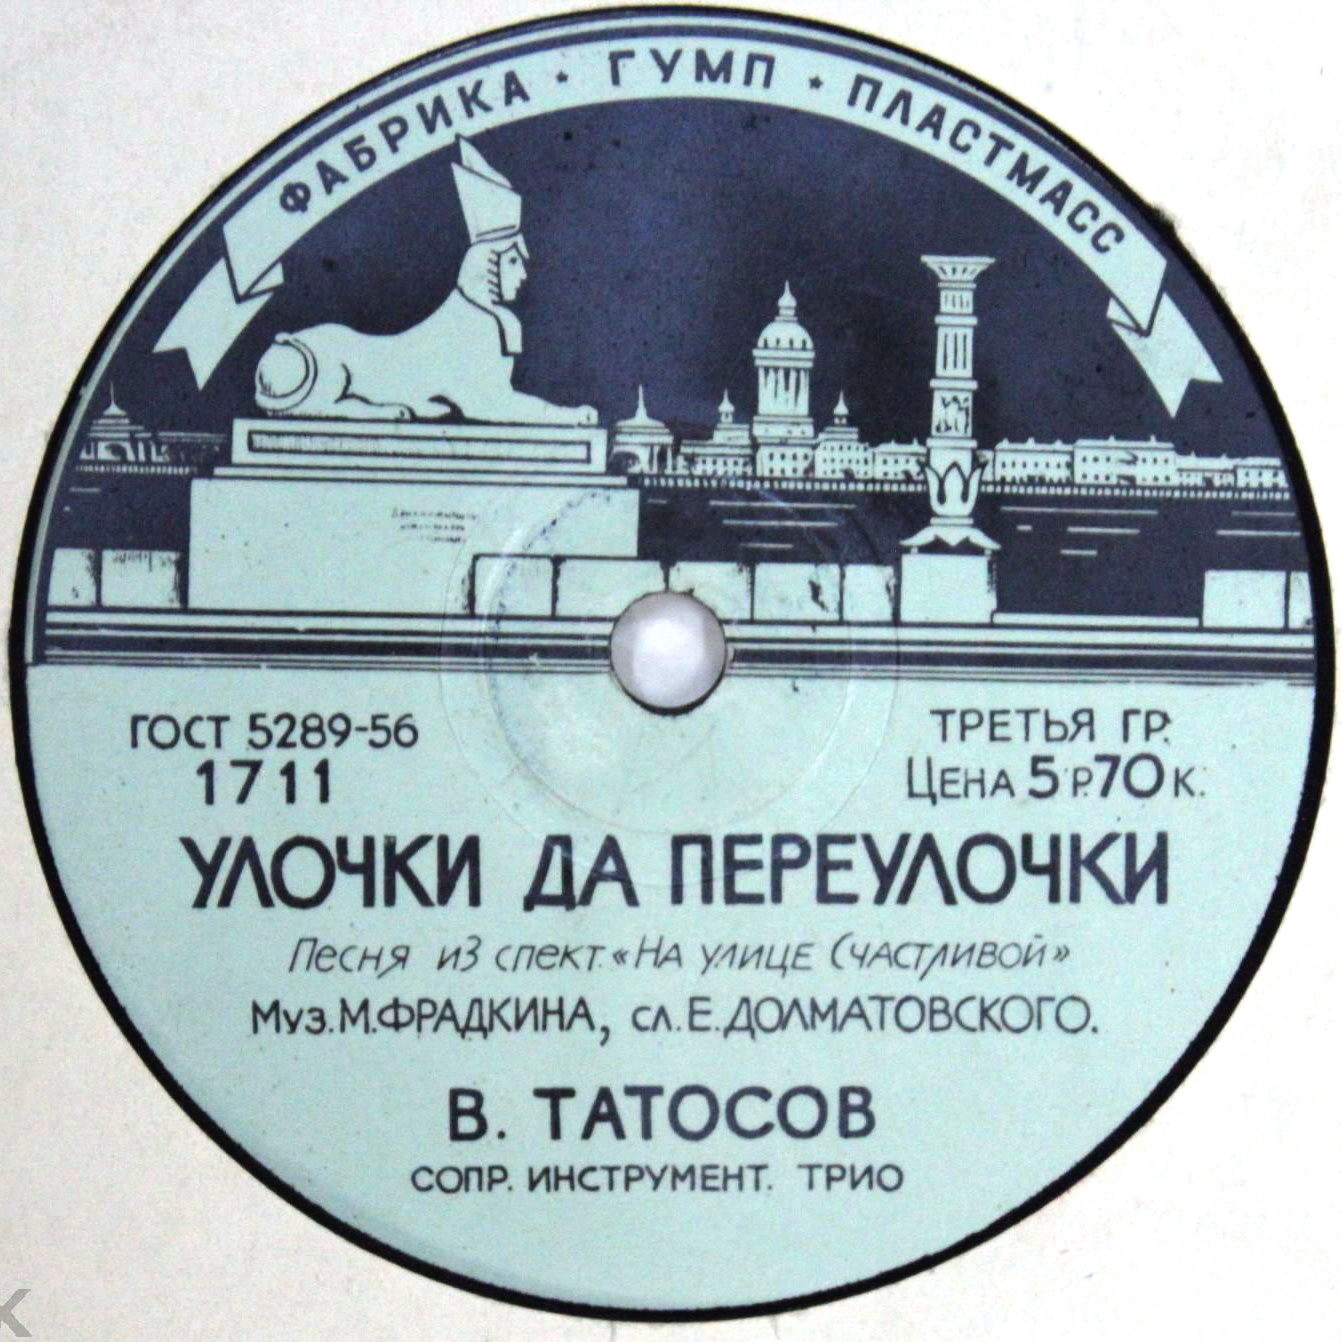 ФАБРИКА · ГУМП · ПЛАСТМАСС
ГОСТ 5289-56
1711
ТРЕТЬЯ ГР.
ЦЕНА 5 Р. 70 К.
УЛОЧКИ ДА ПЕРЕУЛОЧКИ
Песня из спект. «На улице Счастливой»
Муз. М. ФРАДКИНА, сл. Е. ДОЛМАТОВСКОГО.
В. ТАТОСОВ
СОПР. ИНСТРУМЕНТ. ТРИО
K